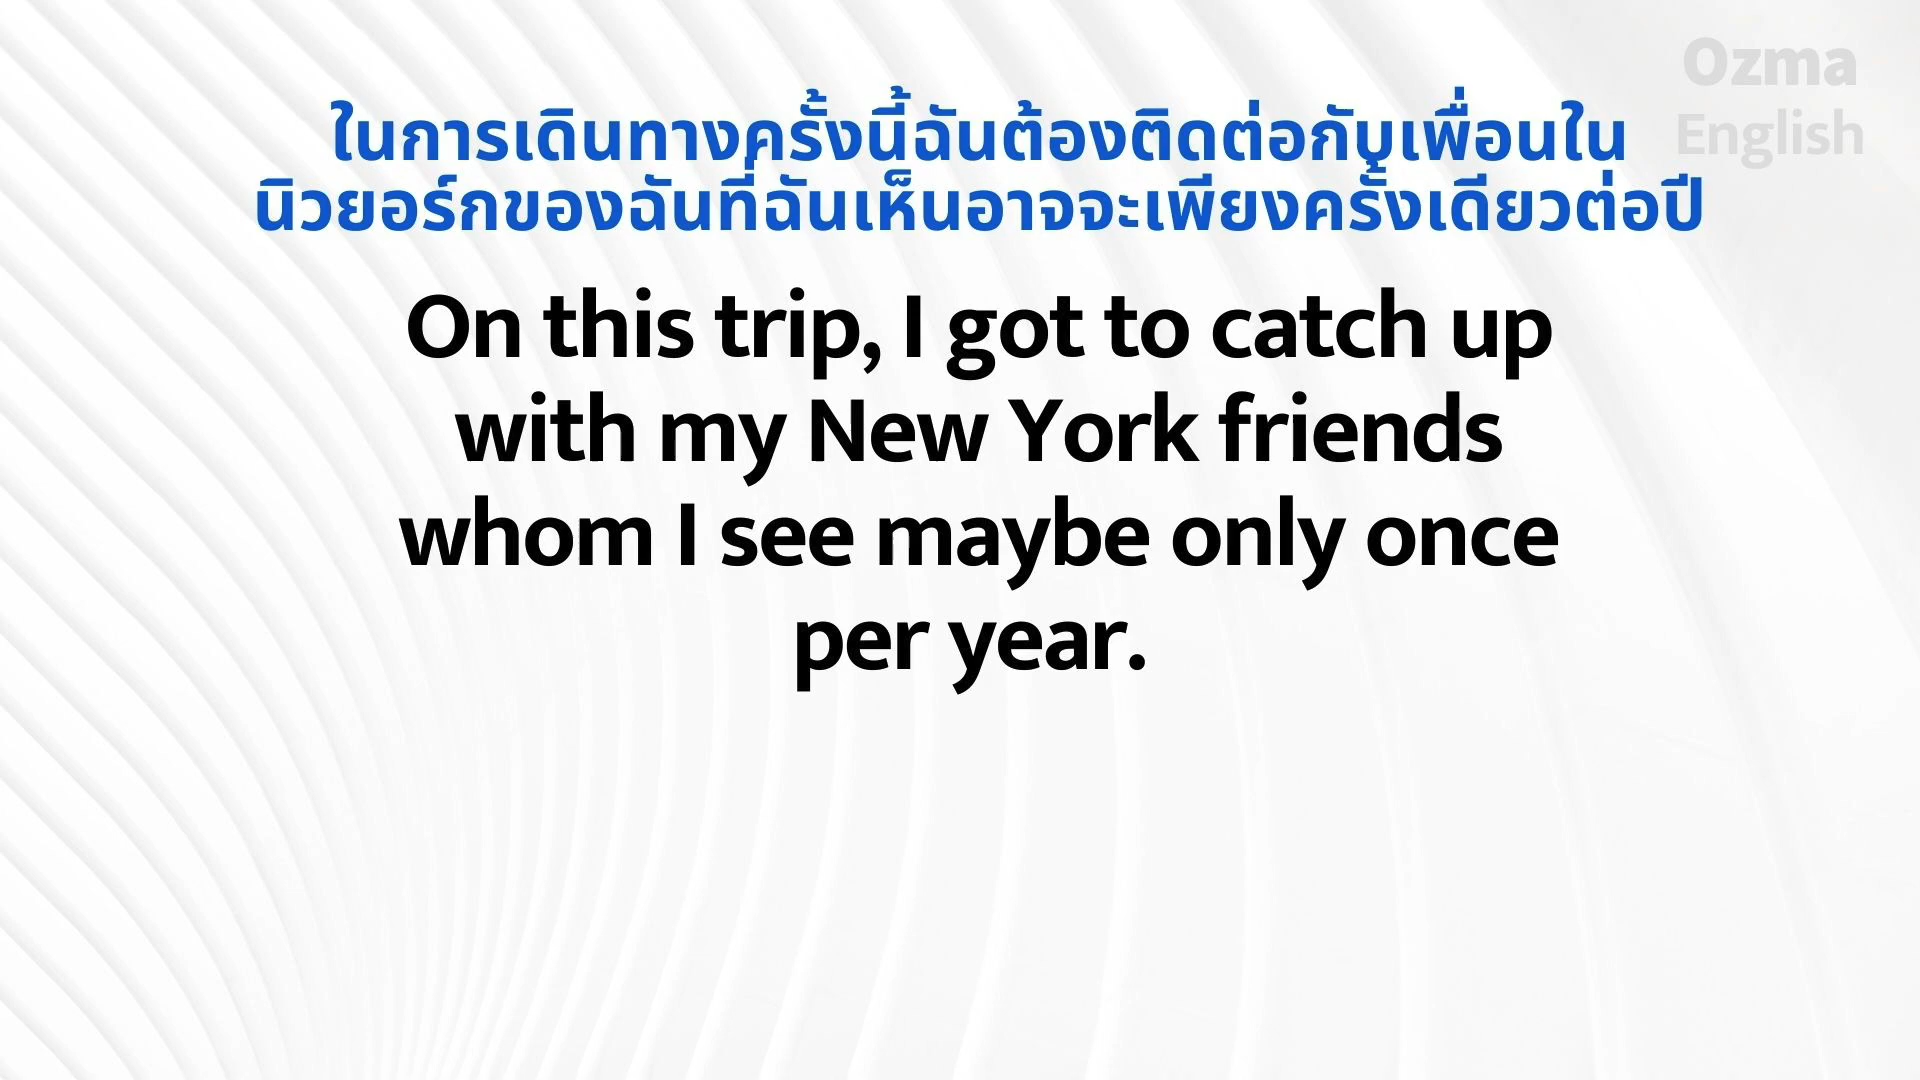 Ozma
English
ในการเดินทางครั้งนี้ฉันต้องติดต่อกับเพื่อนใน
นิวยอร์กของฉันที่ฉันเห็นอาจจะเพียงครั้งเดียวต่อปี
On this trip, I got to catch up
with my New York friends
whom I see maybe only once
per year.